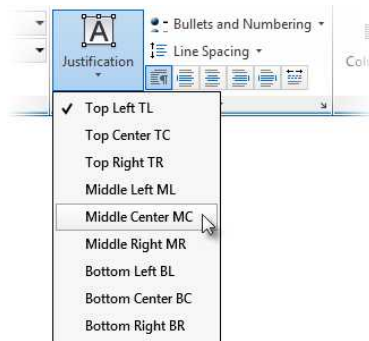 Bullets and Numbering
Line Spacing
Justification
Top Left TL
Top Center TC
Top Right TR
Middle Left ML
Middle Center MC
Middle Right MR
Bottom Left BL
Bottom Center BC
Bottom Right BR